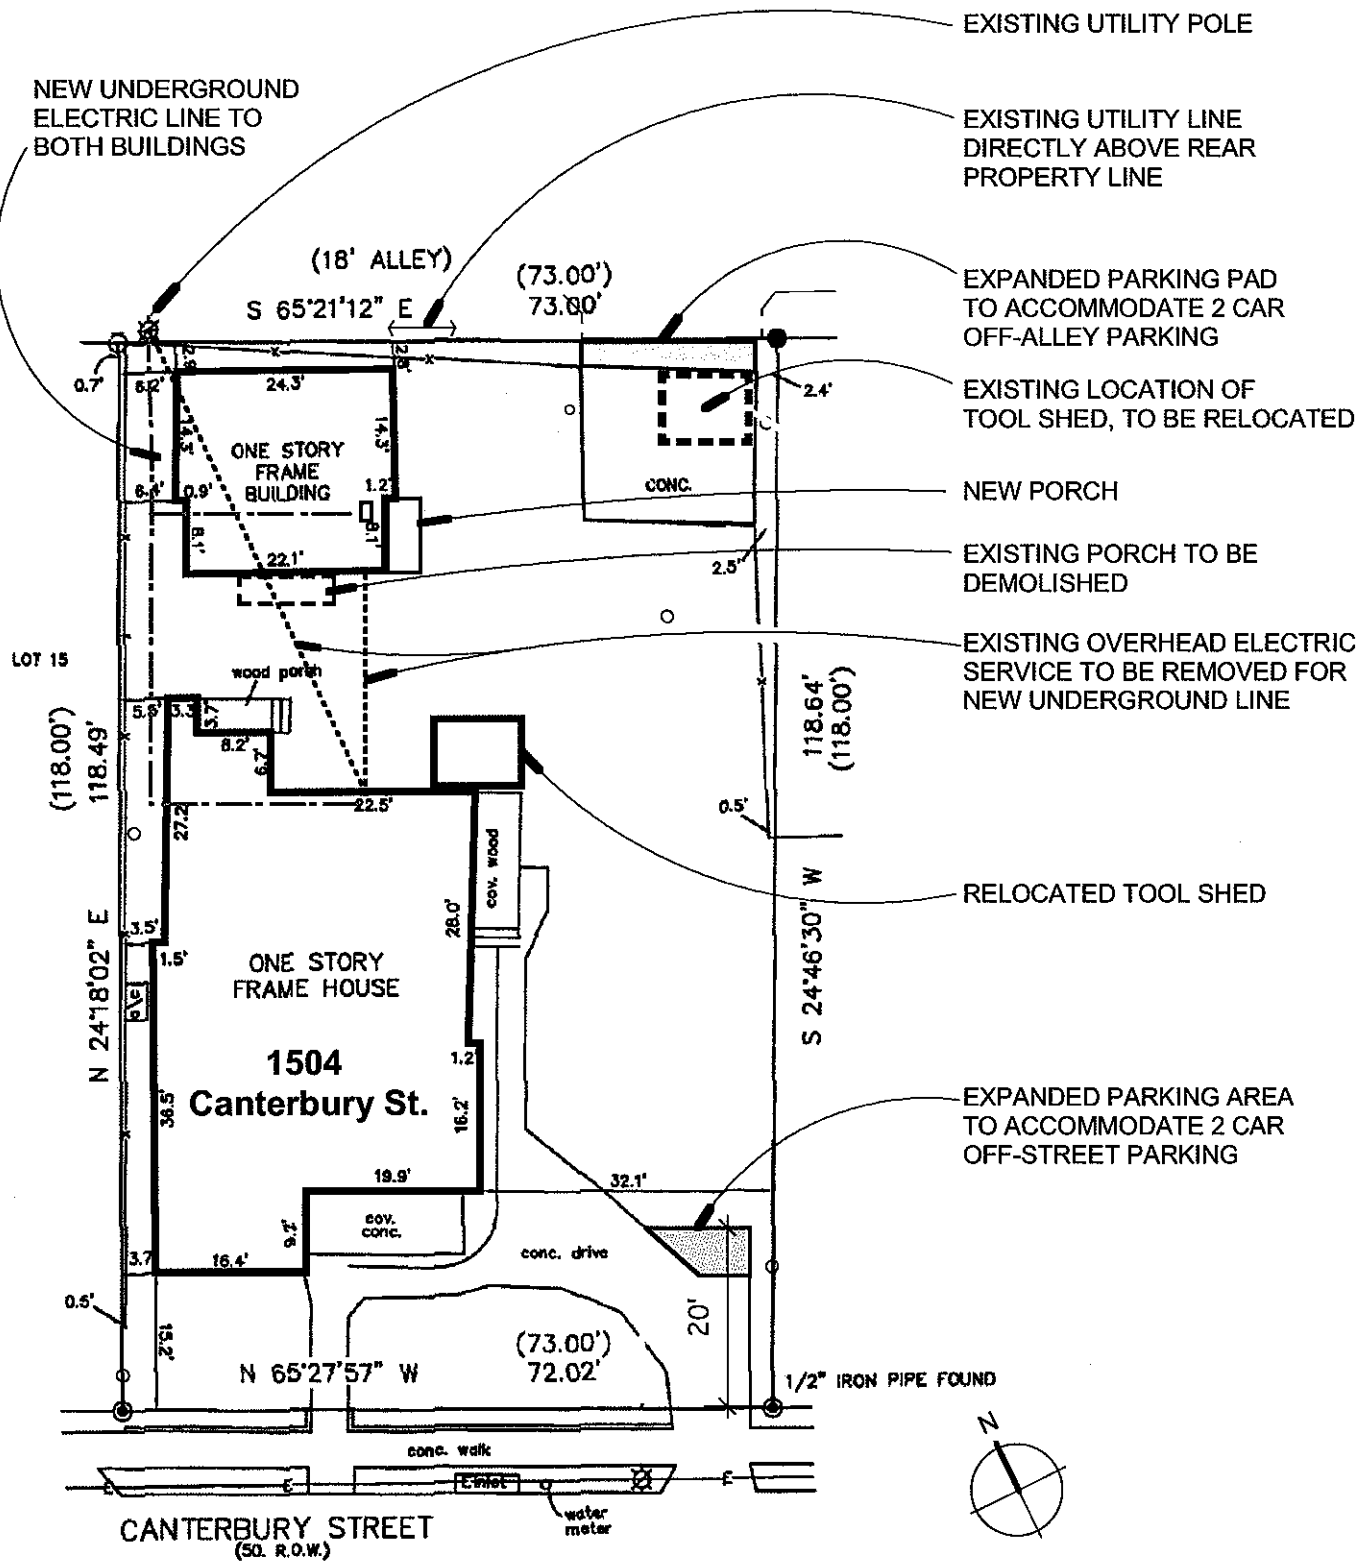 EXISTING UTILITY POLE
NEW UNDERGROUND
ELECTRIC LINE TO
BOTH BUILDINGS
EXISTING UTILITY LINE
DIRECTLY ABOVE REAR
PROPERTY LINE
(18' ALLEY)
S 65°21'12" E
(73.00')
73.00'
EXPANDED PARKING PAD
TO ACCOMMODATE 2 CAR
OFF-ALLEY PARKING
EXISTING LOCATION OF
TOOL SHED, TO BE RELOCATED
0.7'
6.2'
2.9'
24.3'
2.4'
14.3'
14.3'
ONE STORY
FRAME
BUILDING
6.4'
0.9'
1.2'
CONC.
NEW PORCH
8.1'
8.1'
22.1'
2.5'
EXISTING PORCH TO BE
DEMOLISHED
EXISTING OVERHEAD ELECTRIC
SERVICE TO BE REMOVED FOR
NEW UNDERGROUND LINE
LOT 15
wood porch
3.3'
3.7'
8.2'
6.7'
(118.00')
118.49'
118.64'
(118.00')
22.5'
27.2'
0.5'
cov. wood
28.0'
RELOCATED TOOL SHED
3.5'
1.5'
N 24°18'02" E
S 24°46'30" W
ONE STORY
FRAME HOUSE
a/c
1504
Canterbury St.
1.2'
36.5'
16.2'
EXPANDED PARKING AREA
TO ACCOMMODATE 2 CAR
OFF-STREET PARKING
19.9'
32.1'
cov.
conc.
9.2'
conc. drive
3.7
16.4'
0.5'
15.2'
20'
N 65°27'57" W
(73.00')
72.02'
1/2" IRON PIPE FOUND
N
conc. walk
E
E
E
water
meter
CANTERBURY STREET
(50. R.O.W.)